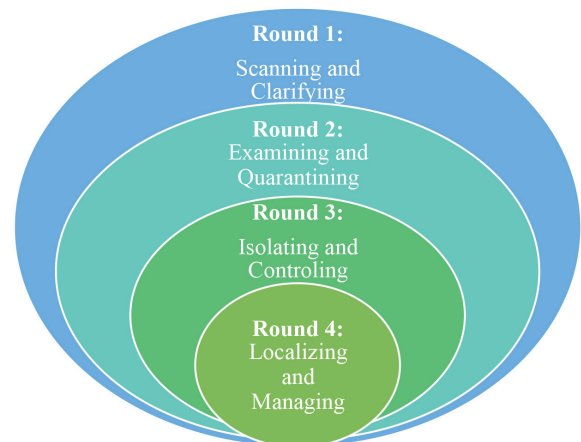 Round 1:
Scanning and
Clarifying
Round 2:
Examining and
Quarantining
Round 3:
Isolating and
Controling
Round 4:
Localizing
and
Managing